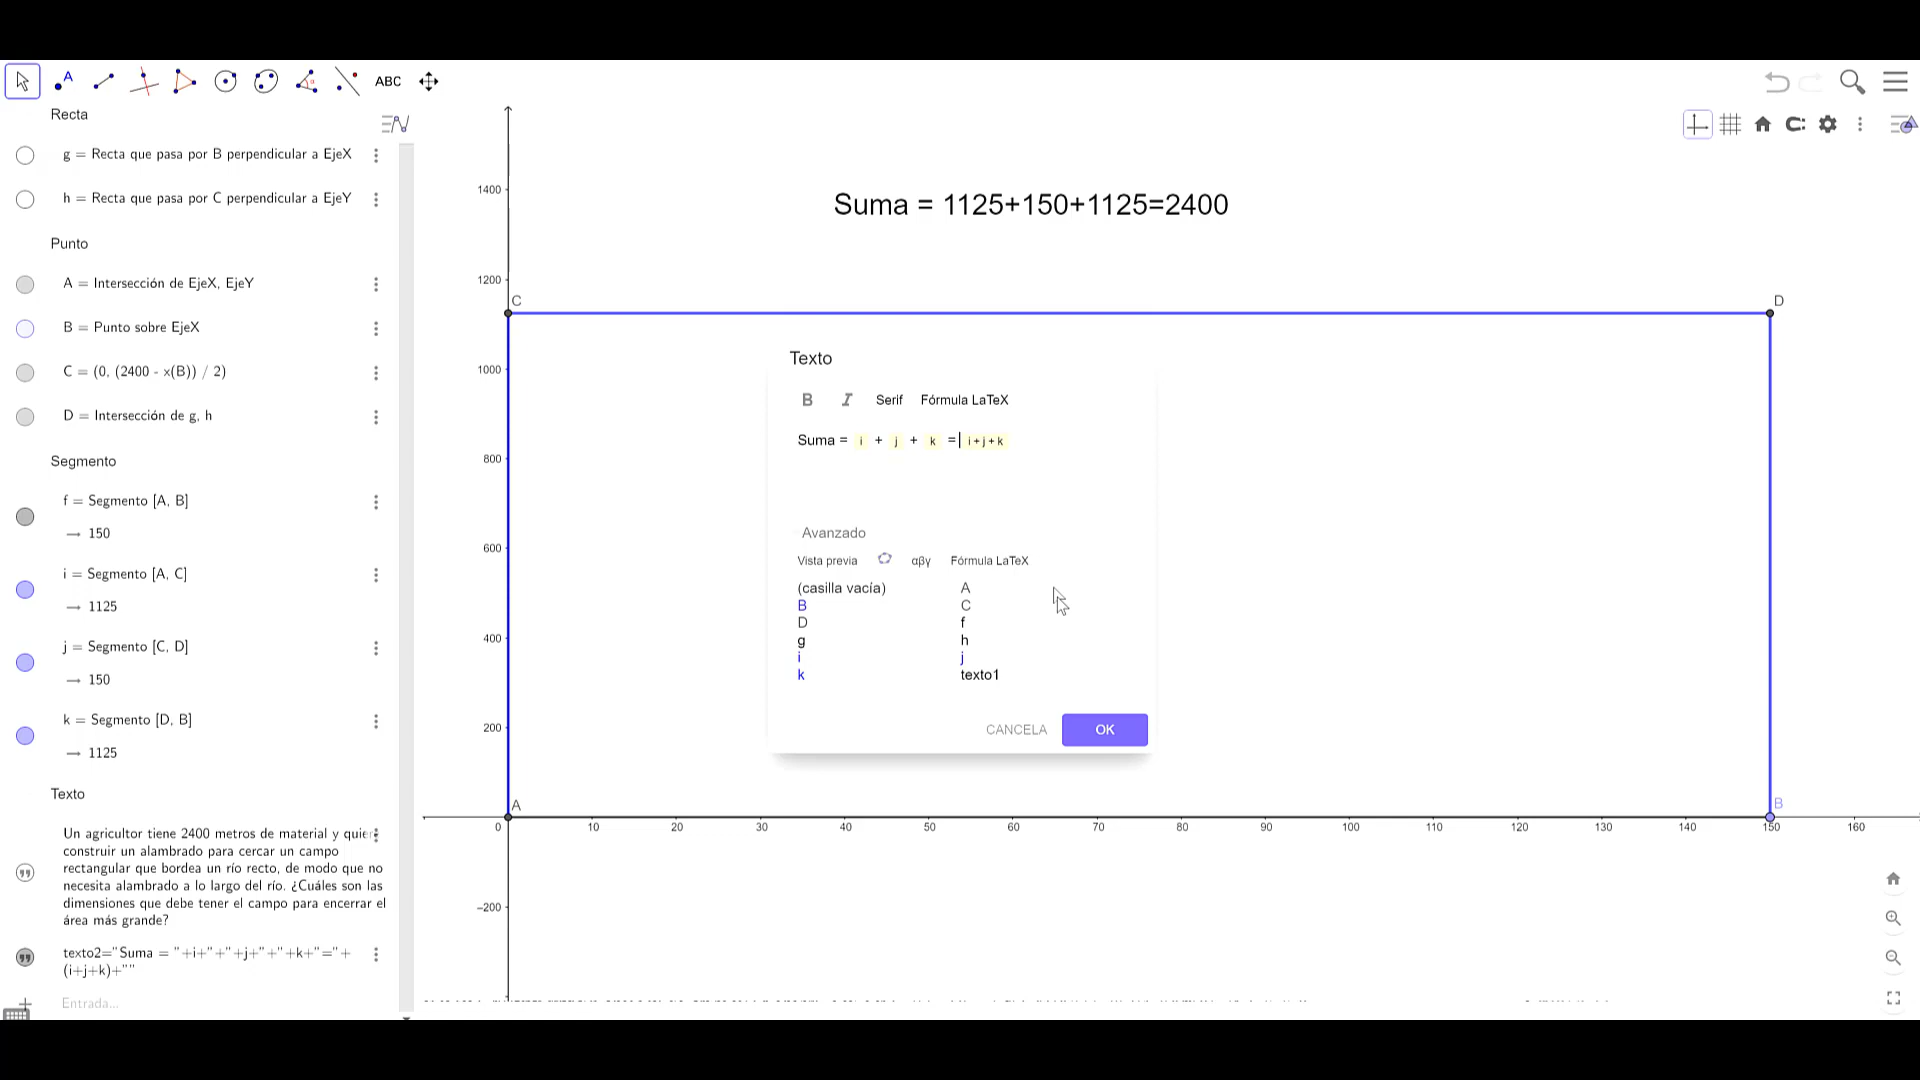 A
ABC
Recta
g = Recta que pasa por B perpendicular a EjeX
h = Recta que pasa por C perpendicular a EjeY
Punto
A = Intersección de EjeX, EjeY
B = Punto sobre EjeX
C = (0, (2400 - x(B)) / 2)
D = Intersección de g, h
Segmento
f = Segmento [A, B]
→ 150
i = Segmento [A, C]
→ 1125
j = Segmento [C, D]
→ 150
k = Segmento [D, B]
→ 1125
Texto
Un agricultor tiene 2400 metros de material y quier
construir un alambrado para cercar un campo
rectangular que bordea un río recto, de modo que no
necesita alambrado a lo largo del río. ¿Cuáles son las
dimensiones que debe tener el campo para encerrar el
área más grande?
texto2="Suma = "+i+"+"+j+"+"+k+"="+
(i+j+k)+""
Entrada...
Suma = 1125+150+1125=2400
1400
1200
1000
800
600
400
200
0
−200
C
D
A
B
10 20 30 40 50 60 70 80 90 100 110 120 130 140 150 160
Texto
B I Serif Fórmula LaTeX
Suma = i + j + k = i+j+k
Avanzado
Vista previa αβγ Fórmula LaTeX
(casilla vacía) A
B C
D f
g h
i j
k texto1
CANCELA OK